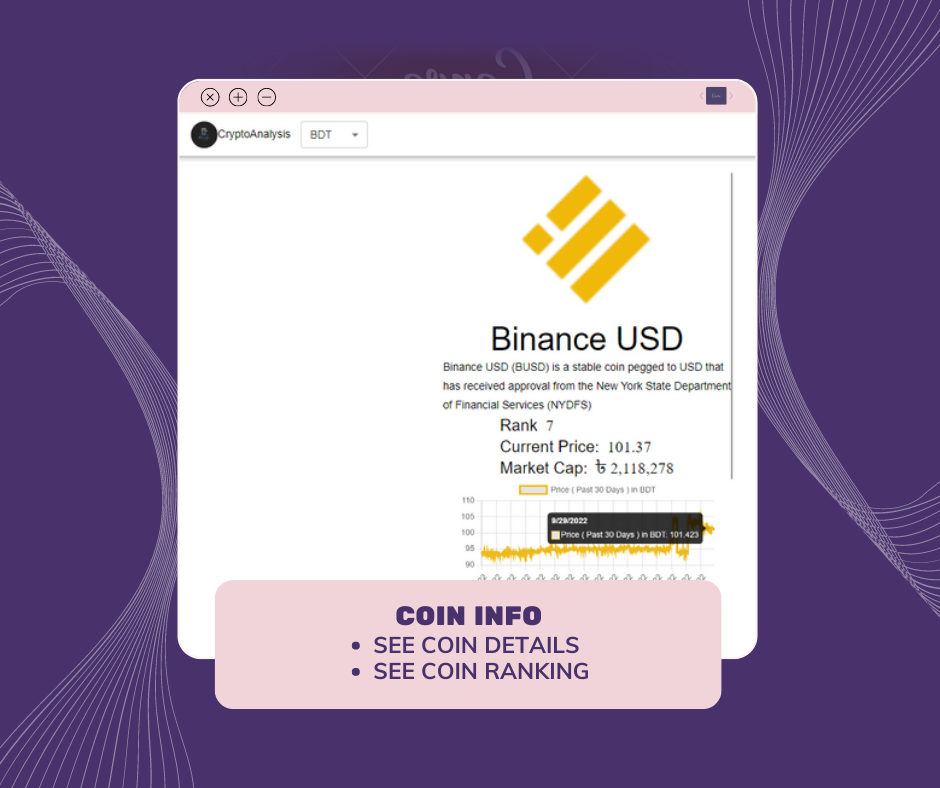 CryptoAnalysis
BDT
Binance USD
Binance USD (BUSD) is a stable coin pegged to USD that
has received approval from the New York State Department
of Financial Services (NYDFS)
Rank 7
Current Price: 101.37
Market Cap: ৳ 2,118,278
Price ( Past 30 Days ) in BDT
110
105
100
95
90
9/29/2022
Price ( Past 30 Days ) in BDT: 101.423
COIN INFO
• SEE COIN DETAILS
• SEE COIN RANKING